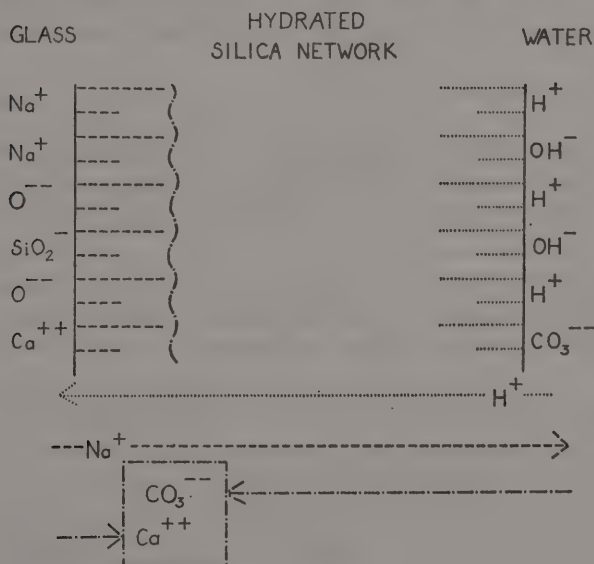 GLASS
HYDRATED
SILICA NETWORK
WATER
Na⁺
H⁺
Na⁺
OH⁻
O⁻⁻
H⁺
SiO₂⁻
OH⁻
O⁻⁻
H⁺
Ca⁺⁺
CO₃⁻⁻
H⁺
Na⁺
CO₃⁻⁻
Ca⁺⁺